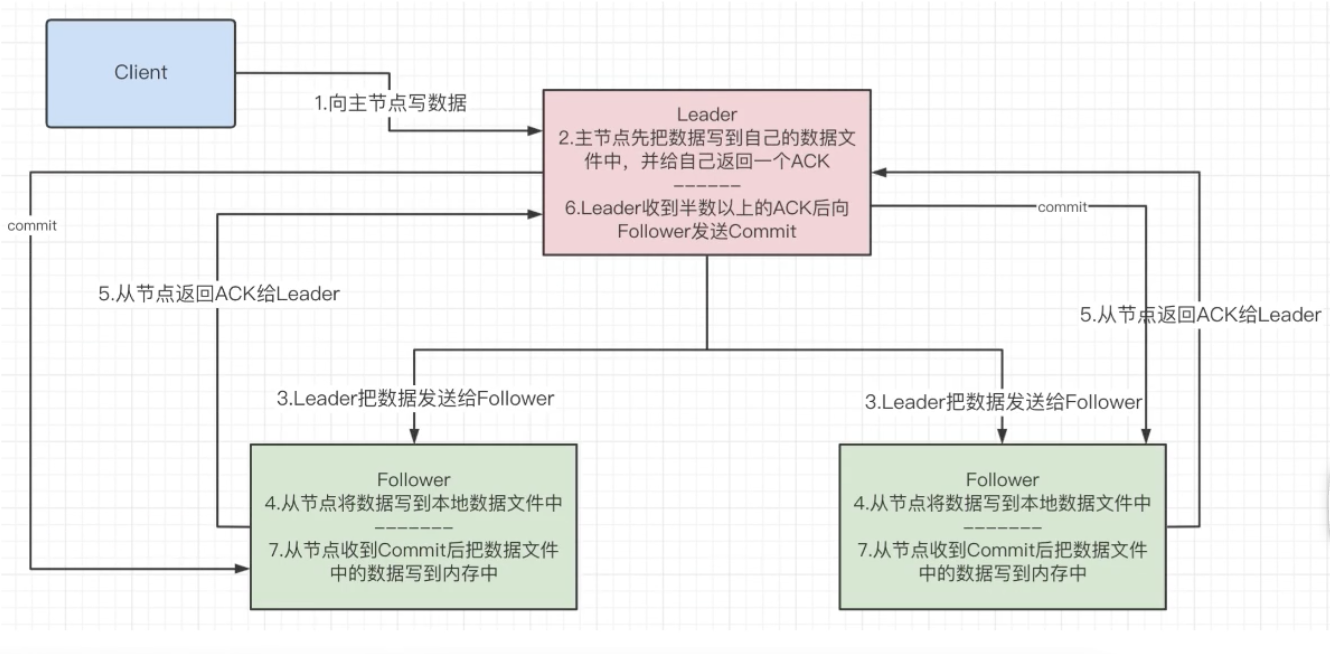 Client
1.向主节点写数据
Leader
2.主节点先把数据写到自己的数据文
件中，并给自己返回一个ACK
------
6.Leader收到半数以上的ACK后向
Follower发送Commit
commit
commit
5.从节点返回ACK给Leader
5.从节点返回ACK给Leader
3.Leader把数据发送给Follower
3.Leader把数据发送给Follower
Follower
4.从节点将数据写到本地数据文件中
-------
7.从节点收到Commit后把数据文件
中的数据写到内存中
Follower
4.从节点将数据写到本地数据文件中
-------
7.从节点收到Commit后把数据文件
中的数据写到内存中